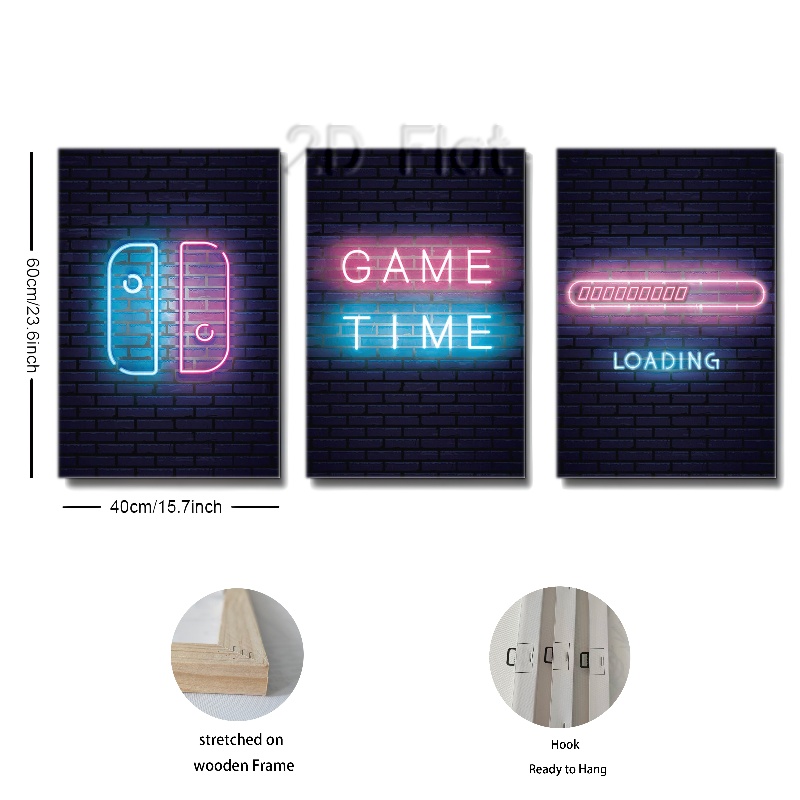 2D Flat
60cm/23.6inch
GAME
TIME
LOADING
40cm/15.7inch
stretched on
wooden Frame
Hook
Ready to Hang